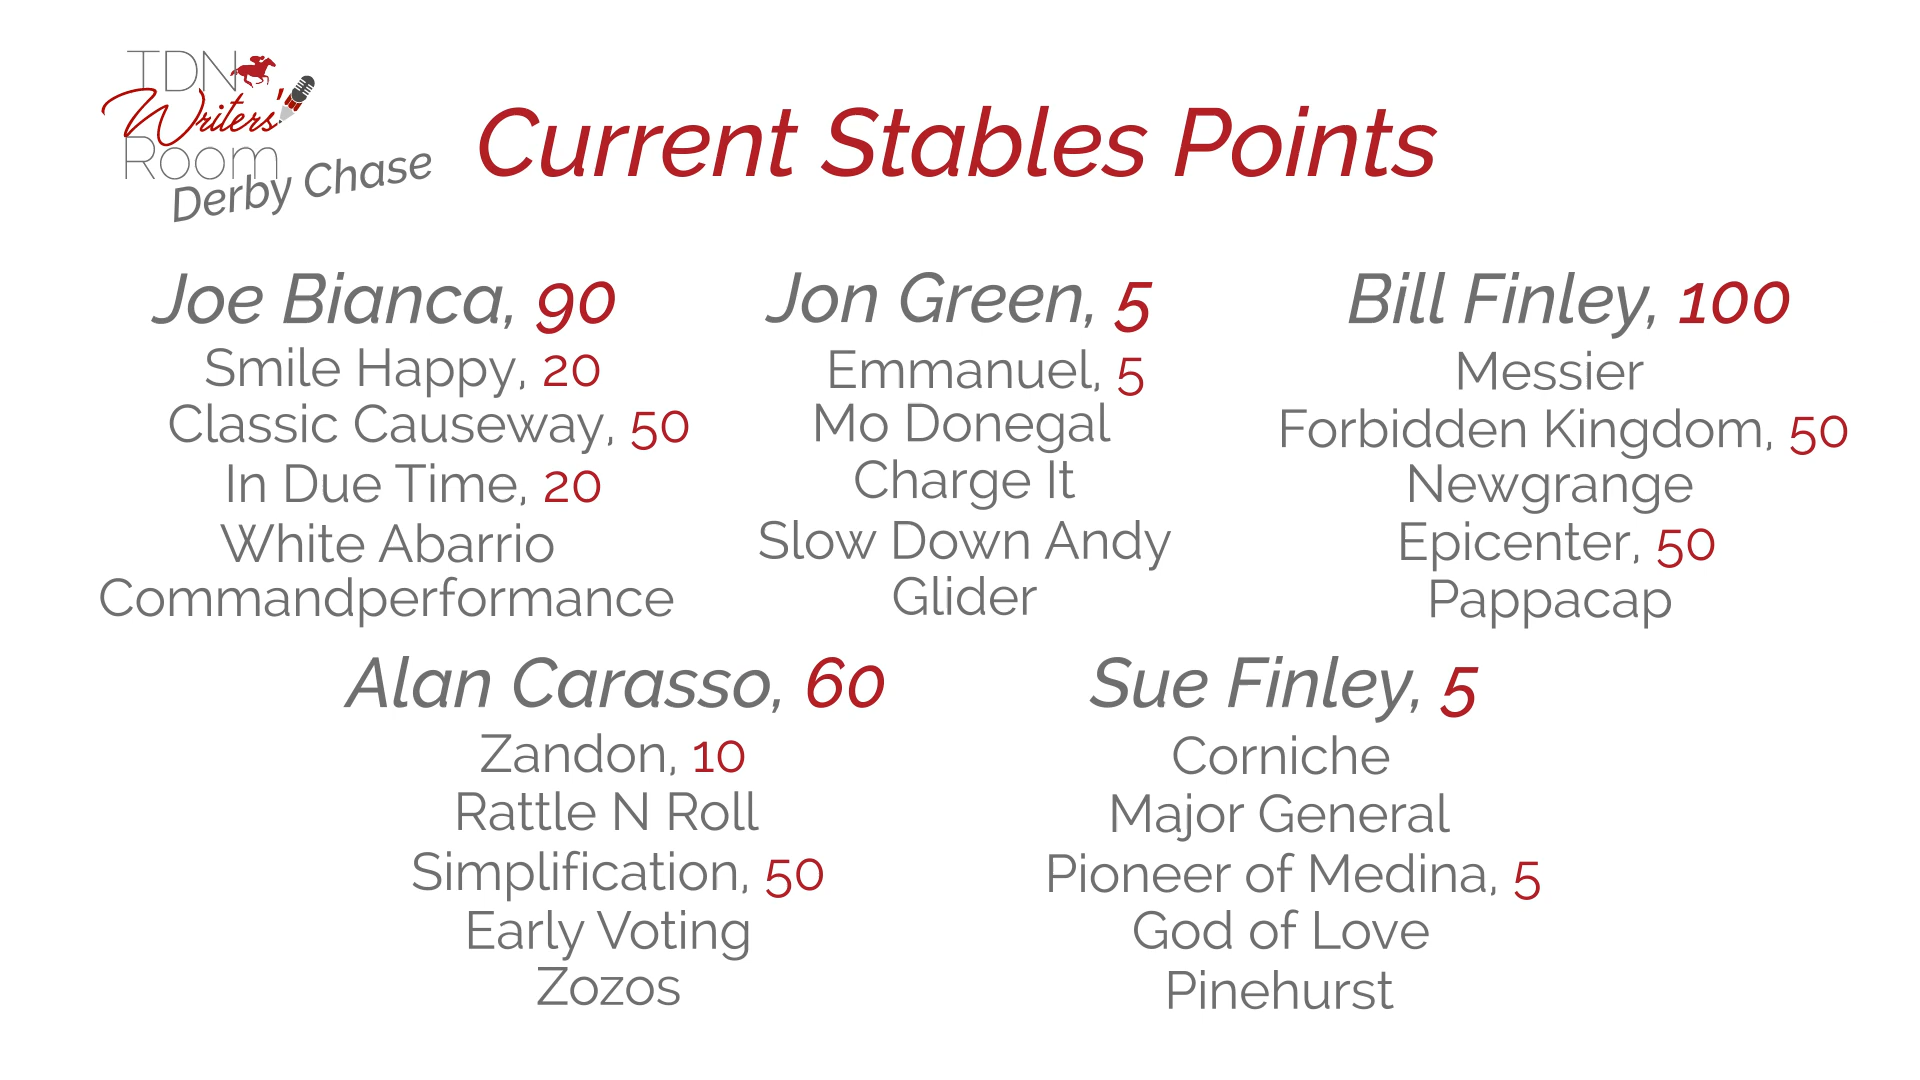 TDN
Writers'
ROOM
Derby Chase
Current Stables Points
Joe Bianca, 90
Smile Happy, 20
Classic Causeway, 50
In Due Time, 20
White Abarrio
Commandperformance
Jon Green, 5
Emmanuel, 5
Mo Donegal
Charge It
Slow Down Andy
Glider
Bill Finley, 100
Messier
Forbidden Kingdom, 50
Newgrange
Epicenter, 50
Pappacap
Alan Carasso, 60
Zandon, 10
Rattle N Roll
Simplification, 50
Early Voting
Zozos
Sue Finley, 5
Corniche
Major General
Pioneer of Medina, 5
God of Love
Pinehurst